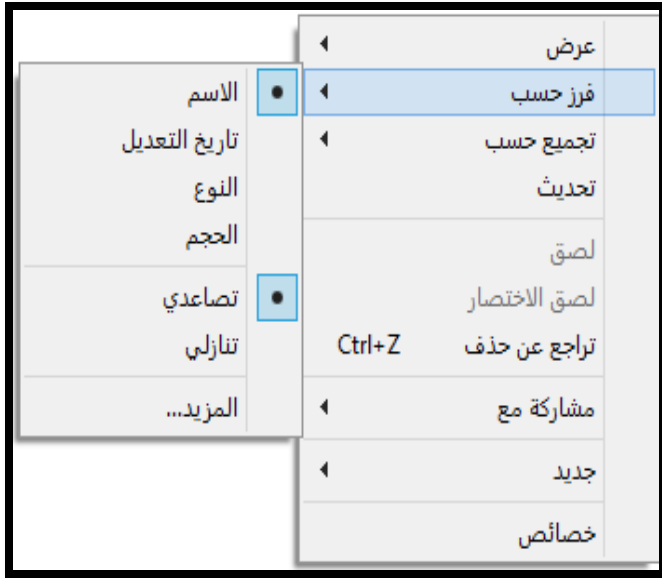 عرض
فرز حسب
تجميع حسب
تحديث
لصق
لصق الاختصار
تراجع عن حذف Ctrl+Z
مشاركة مع
جديد
خصائص
الاسم
تاريخ التعديل
النوع
الحجم
تصاعدي
تنازلي
المزيد...